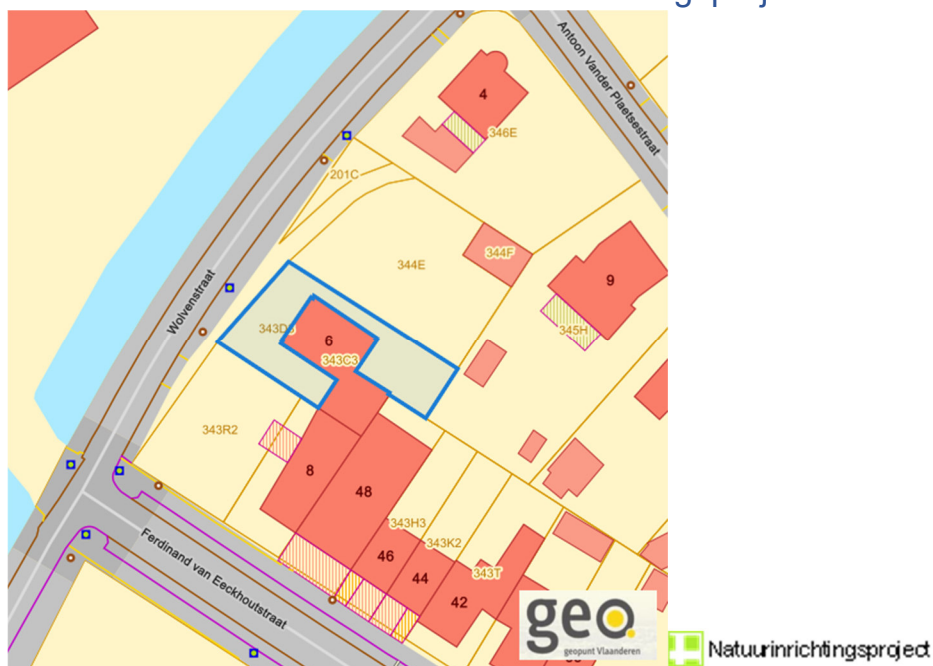 Antoon Vander Plaetsestraat
4
346E
201C
344F
344E
9
Wolvenstraat
345H
343D
6
343C3
343R2
8
48
343H3
46
343K2
44
343T
42
Ferdinand van Eeckhoutstraat
geo.
geopunt Vlaanderen
Natuurinrichtingsproject